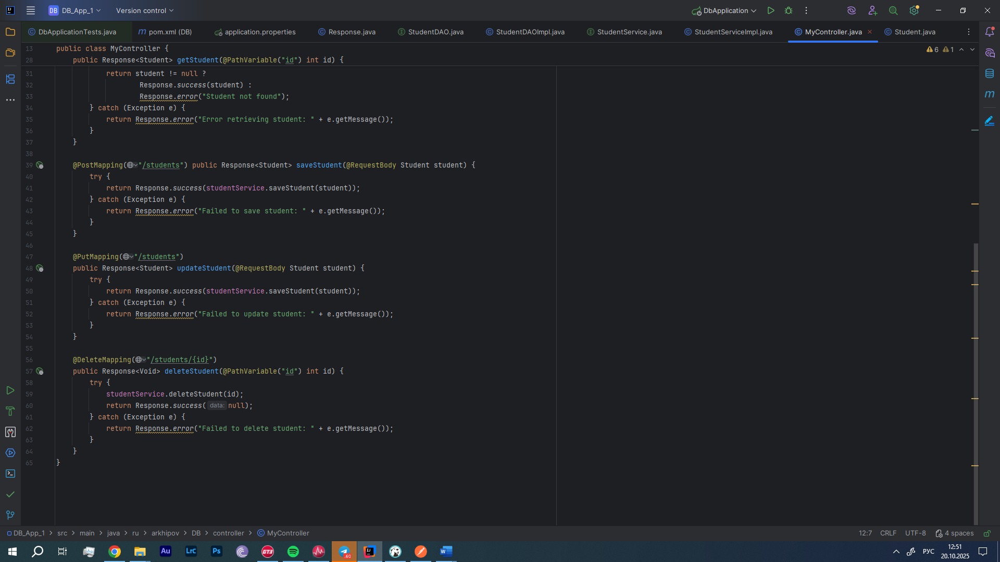 DB DB_App_1 Version control DbApplication
DbApplicationTests.java pom.xml (DB) application.properties Response.java StudentDAO.java StudentDAOImpl.java StudentService.java StudentServiceImpl.java MyController.java Student.java
13 public class MyController { 6 1
28 public Response<Student> getStudent(@PathVariable("id") int id) {
31 return student != null ?
32 Response.success(student) :
33 Response.error("Student not found");
34 } catch (Exception e) {
35 return Response.error("Error retrieving student: " + e.getMessage());
36 }
37 }
38
39 @PostMapping("/students") public Response<Student> saveStudent(@RequestBody Student student) {
40 try {
41 return Response.success(studentService.saveStudent(student));
42 } catch (Exception e) {
43 return Response.error("Failed to save student: " + e.getMessage());
44 }
45 }
46
47 @PutMapping("/students")
48 public Response<Student> updateStudent(@RequestBody Student student) {
49 try {
50 return Response.success(studentService.saveStudent(student));
51 } catch (Exception e) {
52 return Response.error("Failed to update student: " + e.getMessage());
53 }
54 }
55
56 @DeleteMapping("/students/{id}")
57 public Response<Void> deleteStudent(@PathVariable("id") int id) {
58 try {
59 studentService.deleteStudent(id);
60 return Response.success( data: null);
61 } catch (Exception e) {
62 return Response.error("Failed to delete student: " + e.getMessage());
63 }
64 }
65 }
DB_App_1 > src > main > java > ru > arkhipov > DB > controller > MyController 12:7 CRLF UTF-8 4 spaces
Au LrC Ps GT3 ..60 IJ W РУС 12:51
20.10.2025